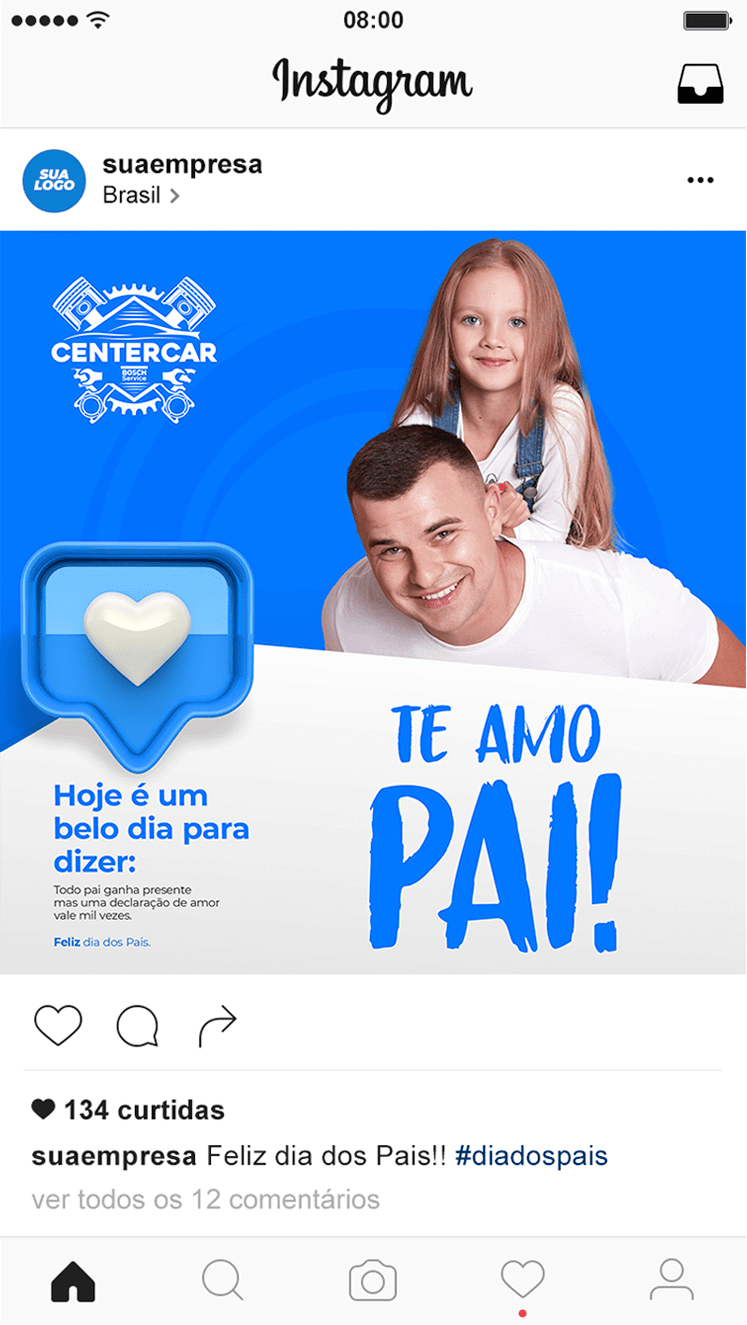 08:00
Instagram
SUA
LOGO
suaempresa
Brasil >
CENTERCAR
BOSCH
Service
TE AMO
PAI!
Hoje é um
belo dia para
dizer:
Todo pai ganha presente
mas uma declaração de amor
vale mil vezes.
Feliz dia dos Pais.
134 curtidas
suaempresa Feliz dia dos Pais!! #diadospais
ver todos os 12 comentários